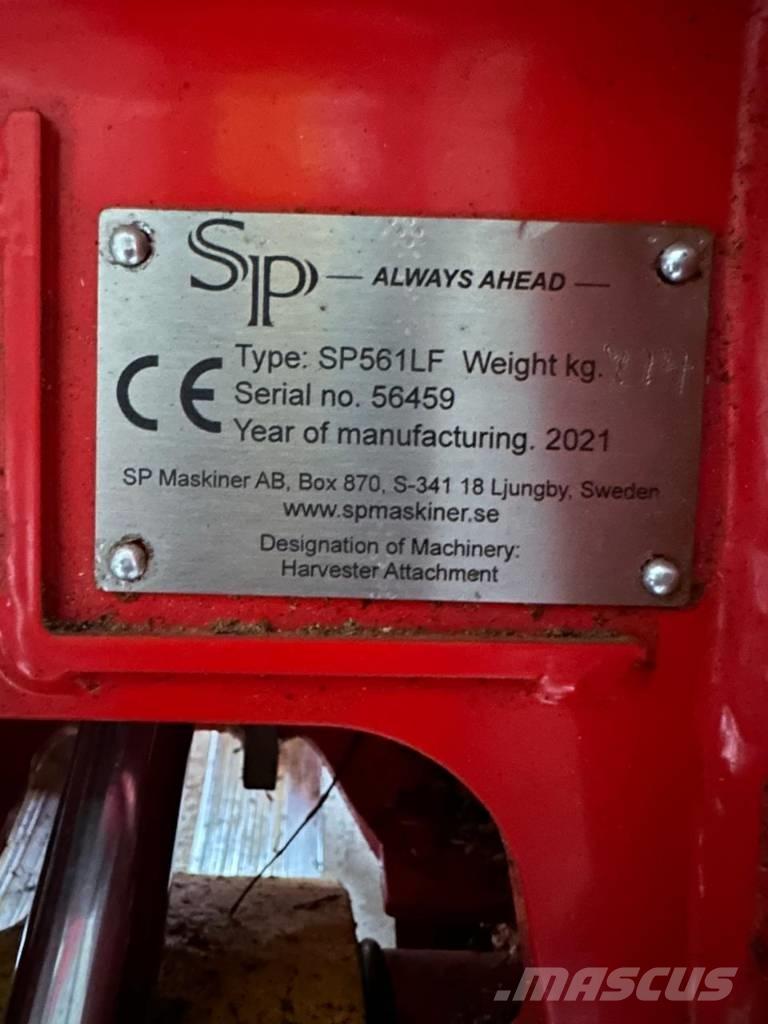 SP — ALWAYS AHEAD —
CE Type: SP561LF Weight kg.
Serial no. 56459
Year of manufacturing. 2021
SP Maskiner AB, Box 870, S-341 18 Ljungby, Sweden
www.spmaskiner.se
Designation of Machinery:
Harvester Attachment
.MASCUS